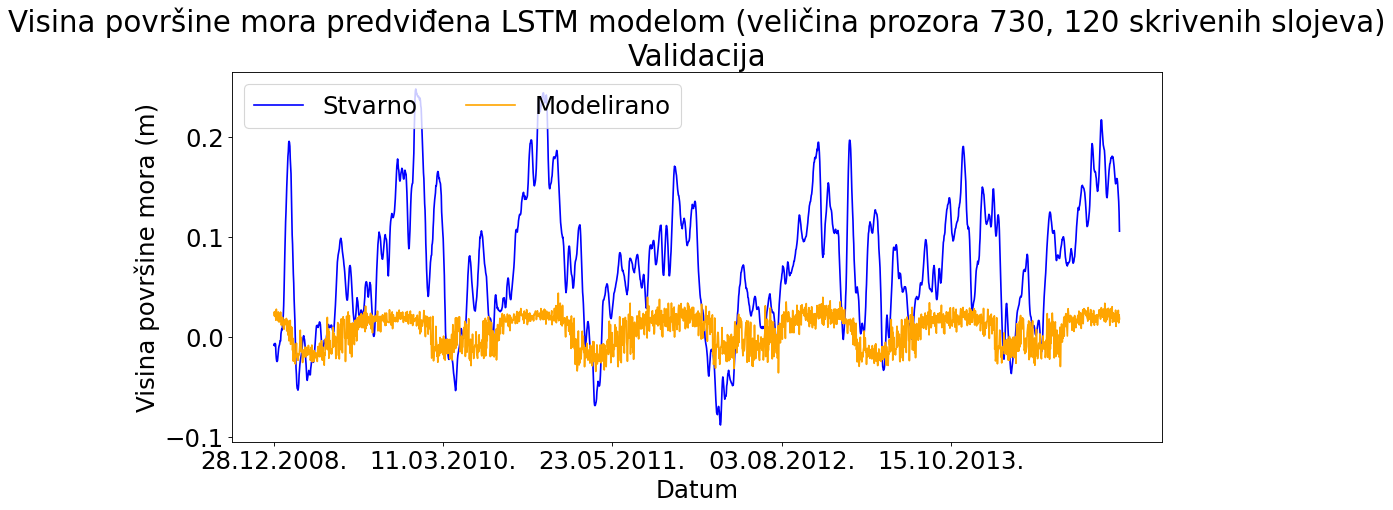 Visina površine mora predviđena LSTM modelom (veličina prozora 730, 120 skrivenih slojeva)
Validacija
Stvarno
Modelirano
Visina površine mora (m)
0.2
0.1
0.0
−0.1
28.12.2008.
11.03.2010.
23.05.2011.
03.08.2012.
15.10.2013.
Datum